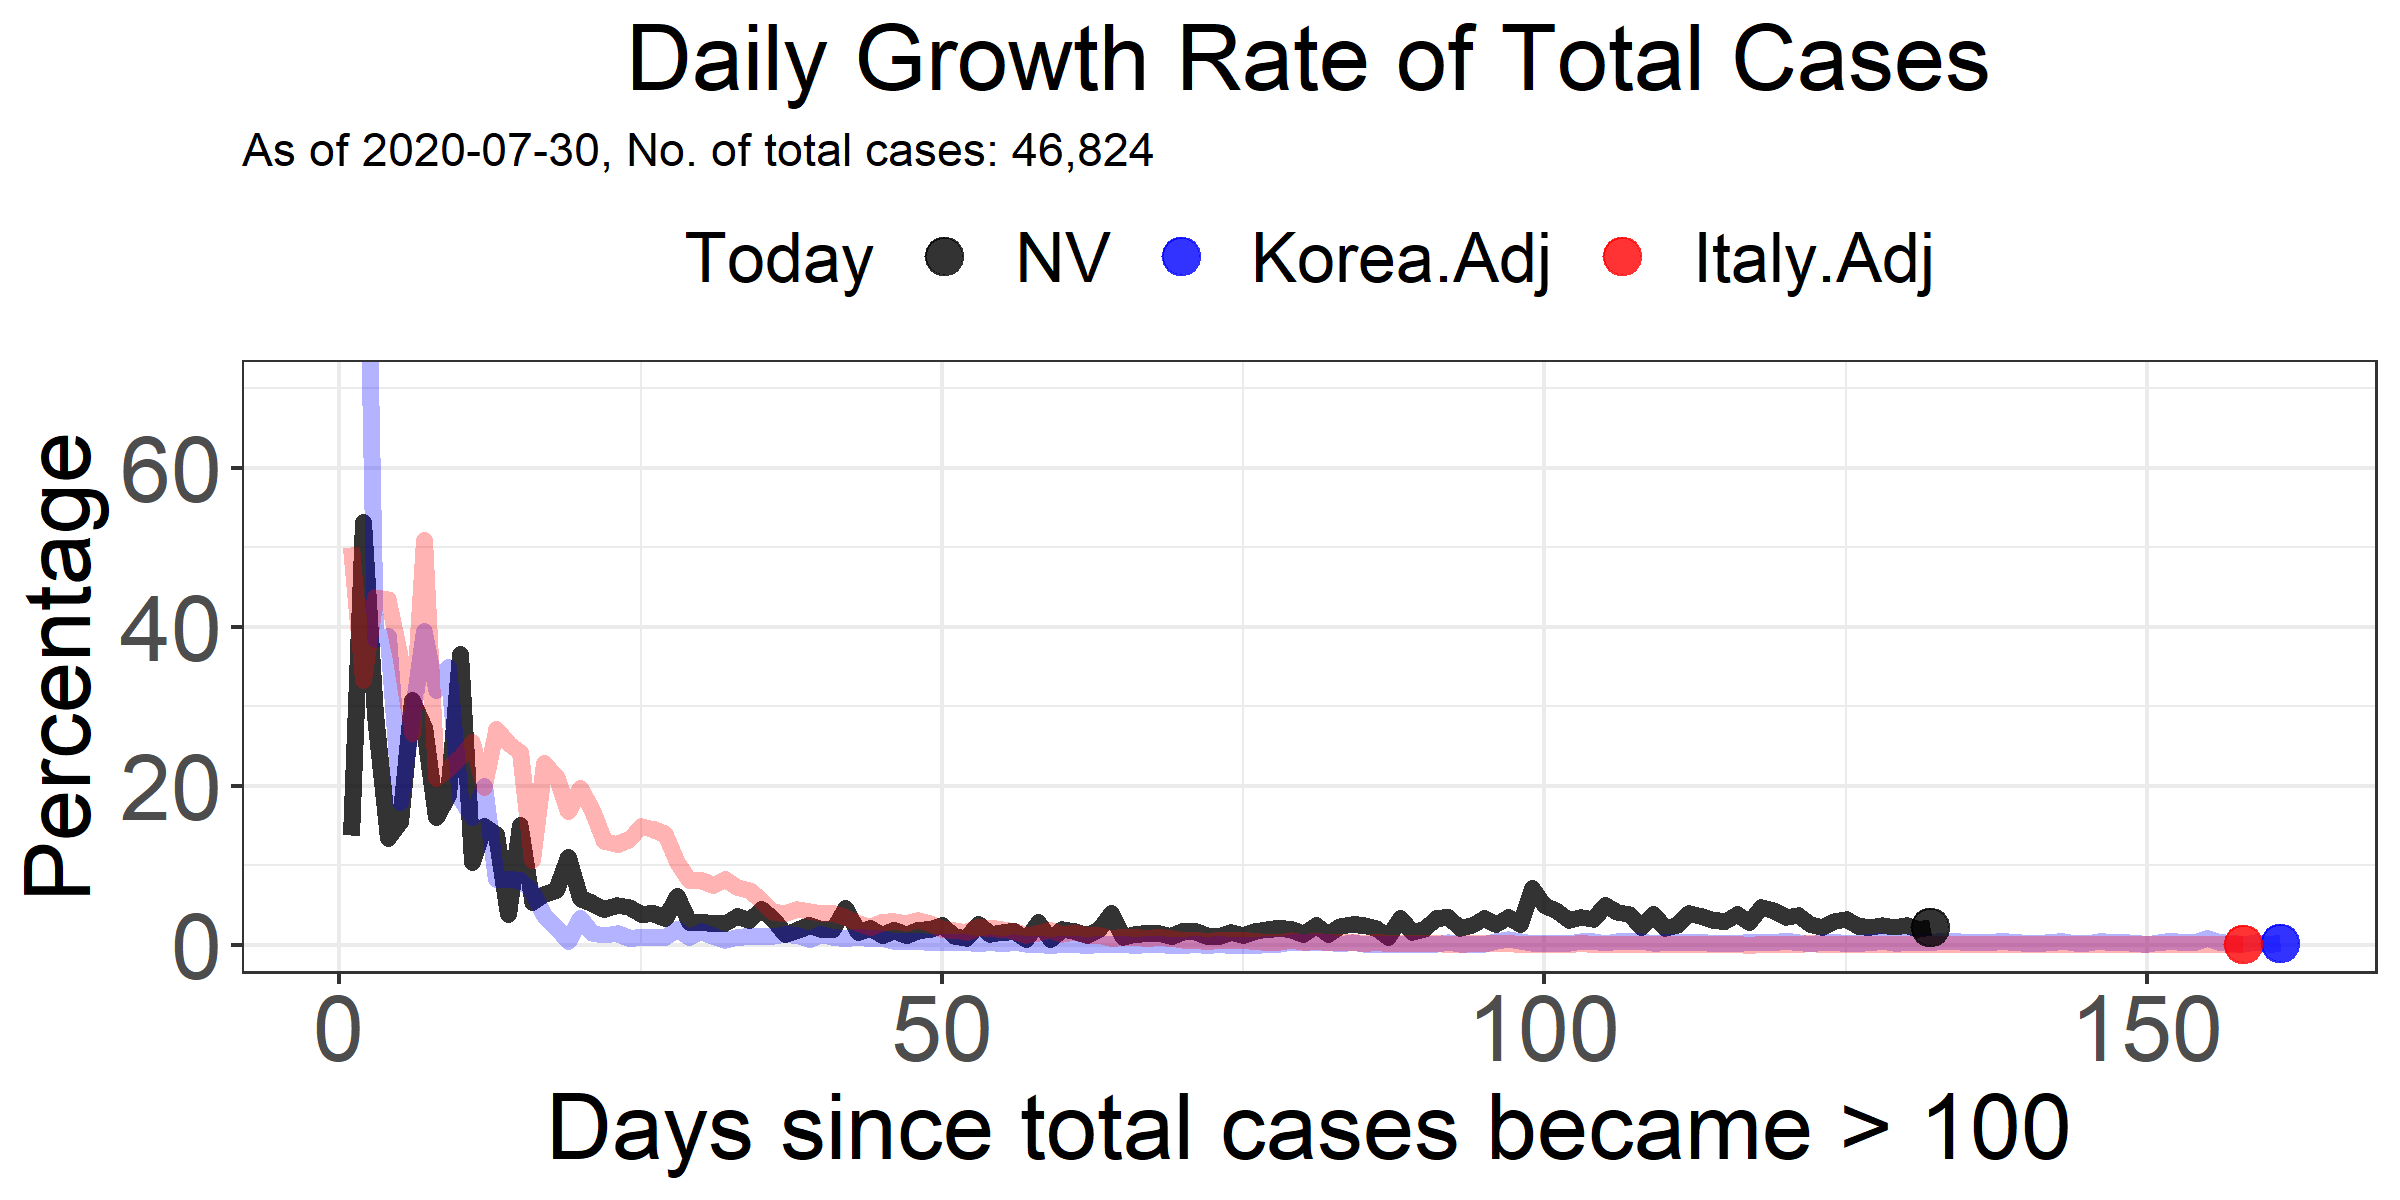 Daily Growth Rate of Total Cases
As of 2020-07-30, No. of total cases: 46,824
Today NV Korea.Adj Italy.Adj
Percentage
60
40
20
0
0 50 100 150
Days since total cases became > 100